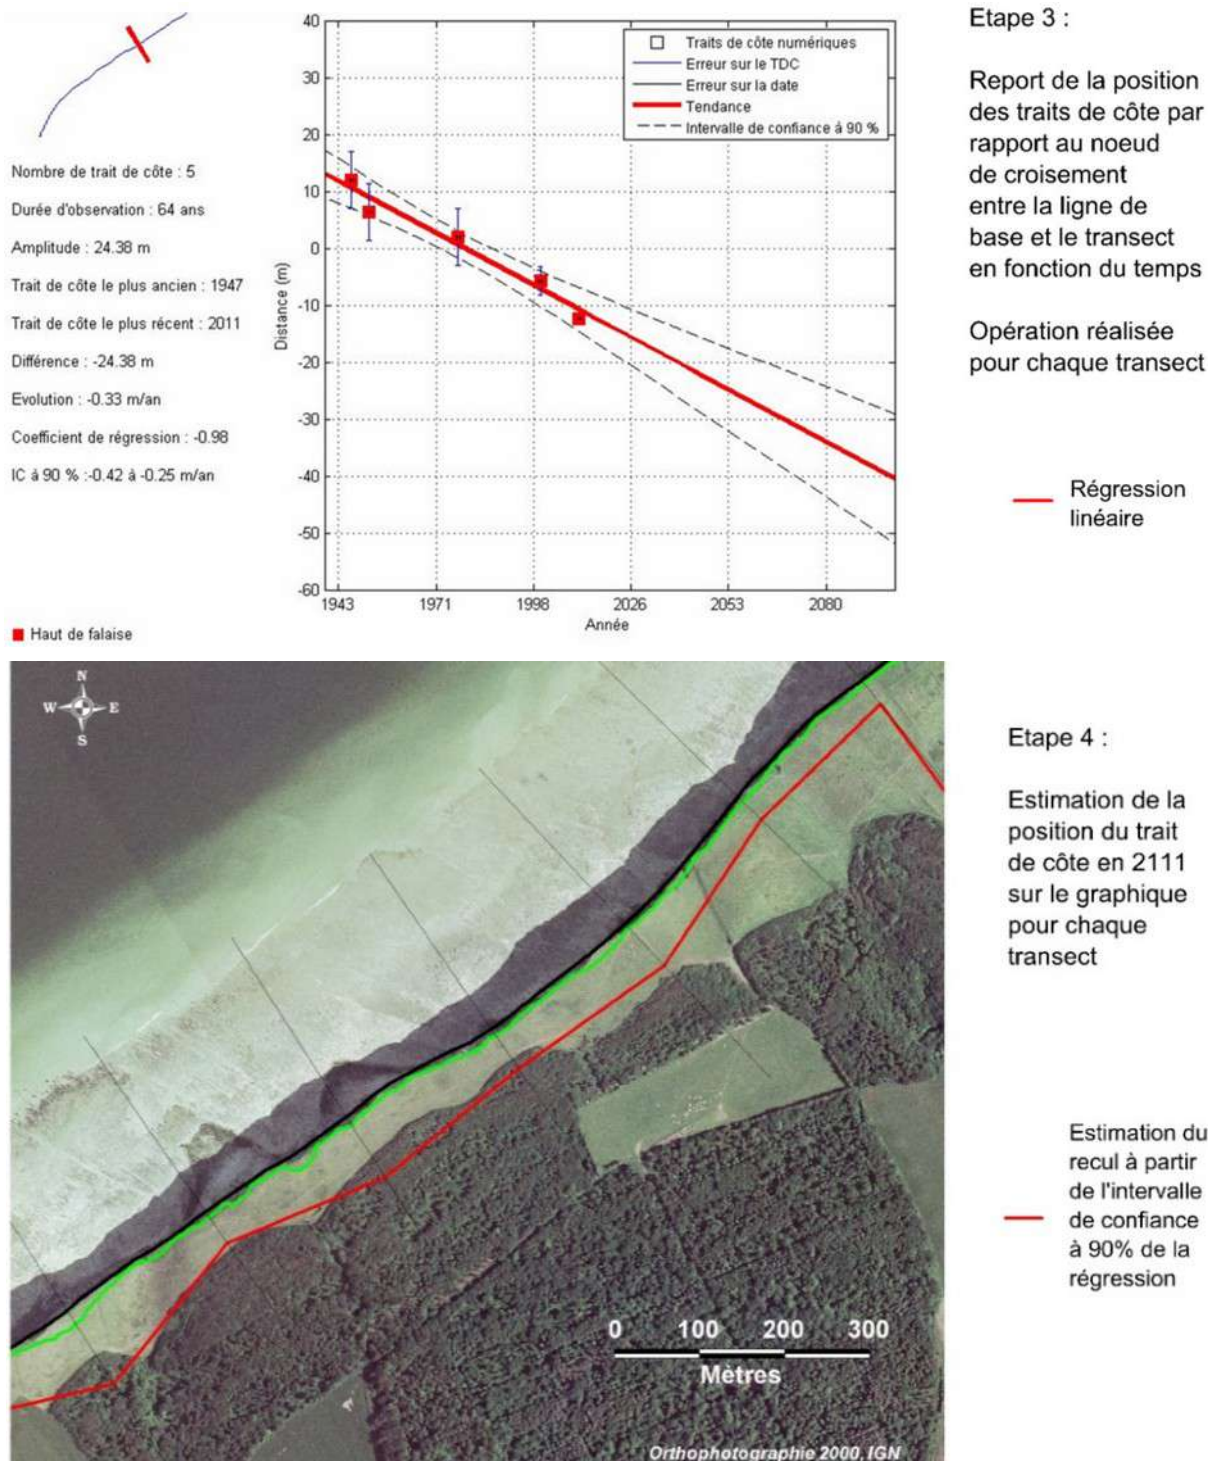 Nombre de trait de côte : 5
Durée d'observation : 64 ans
Amplitude : 24.38 m
Trait de côte le plus ancien : 1947
Trait de côte le plus récent : 2011
Différence : -24.38 m
Evolution : -0.33 m/an
Coefficient de régression : -0.98
IC à 90 % :-0.42 à -0.25 m/an
Haut de falaise
40
30
20
10
0
-10
-20
-30
-40
-50
-60
Distance (m)
1943
1971
1998
2026
2053
2080
Année
Traits de côte numériques
Erreur sur le TDC
Erreur sur la date
Tendance
Intervalle de confiance à 90 %
Etape 3 :
Report de la position
des traits de côte par
rapport au noeud
de croisement
entre la ligne de
base et le transect
en fonction du temps
Opération réalisée
pour chaque transect
Régression
linéaire
N
W
E
S
0 100 200 300
Mètres
Orthophotographie 2000, IGN
Etape 4 :
Estimation de la
position du trait
de côte en 2111
sur le graphique
pour chaque
transect
Estimation du
recul à partir
de l'intervalle
de confiance
à 90% de la
régression